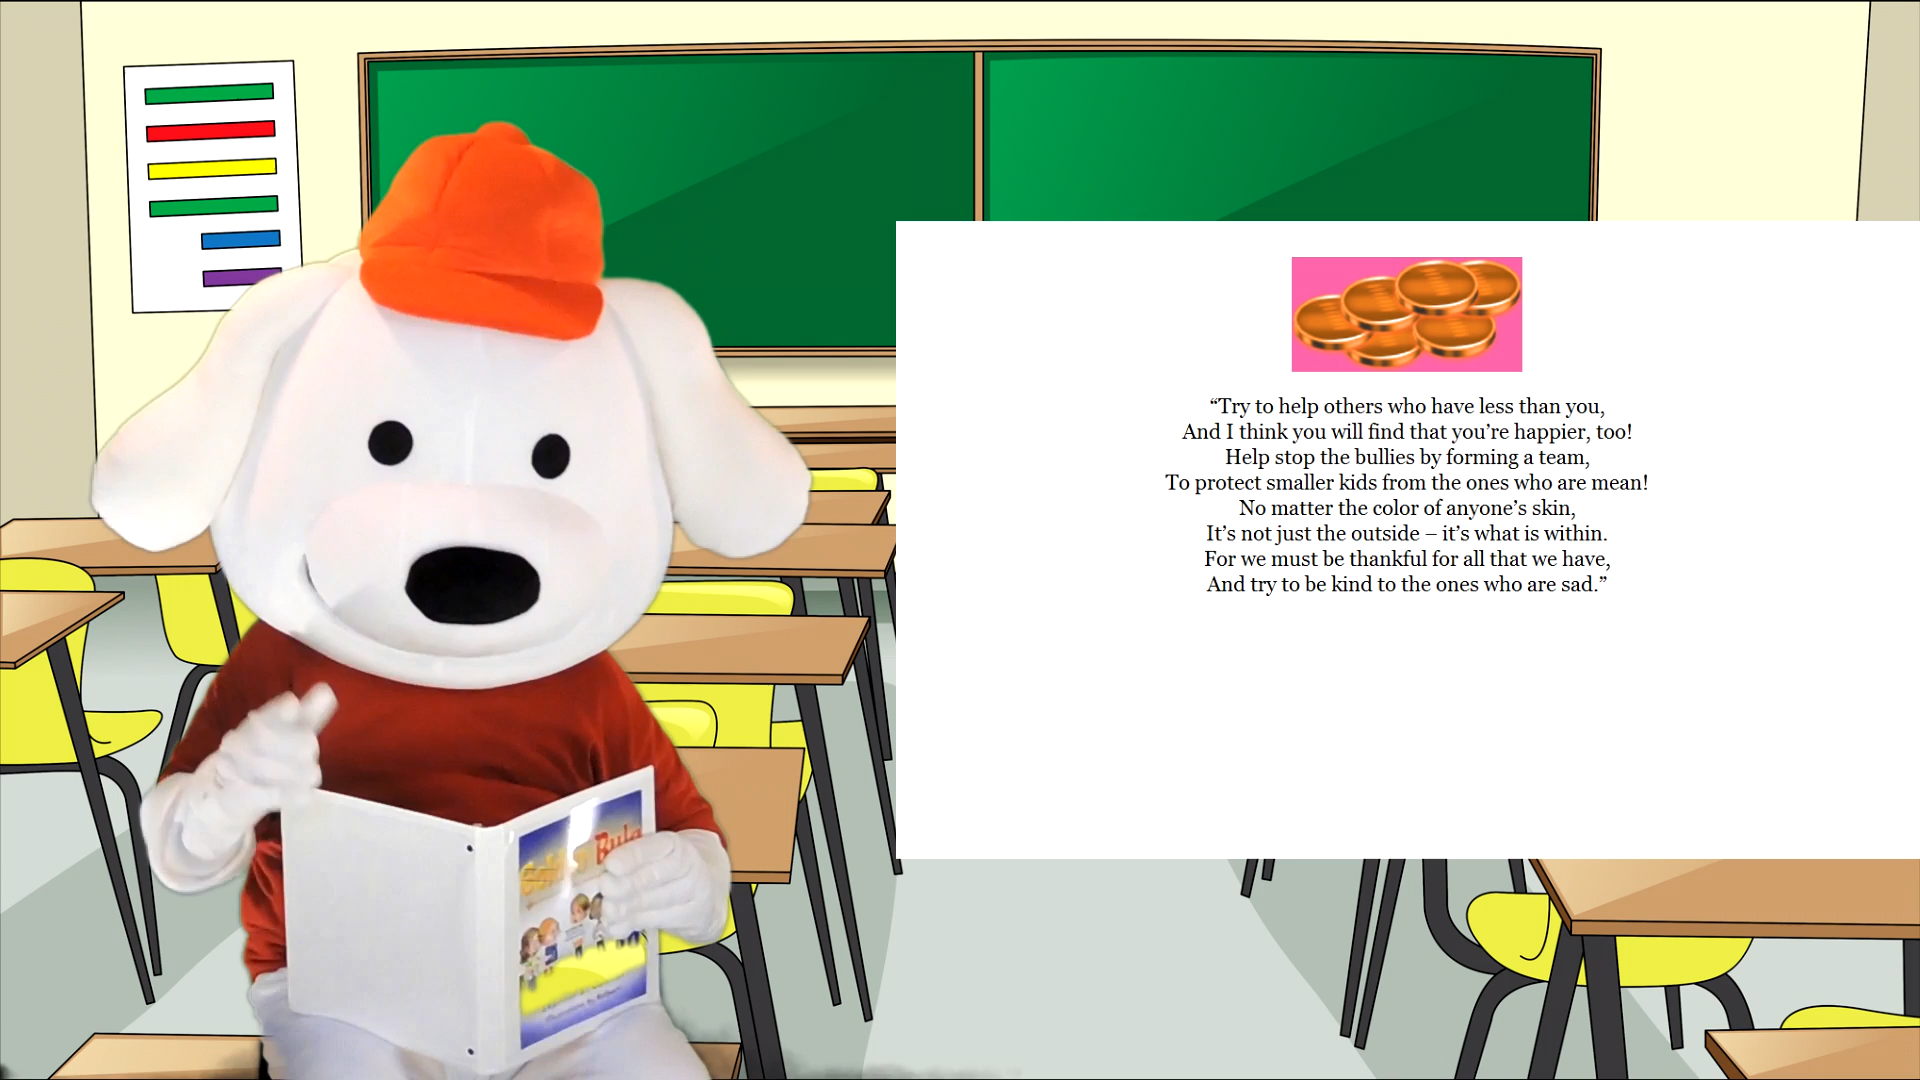 “Try to help others who have less than you,
And I think you will find that you’re happier, too!
Help stop the bullies by forming a team,
To protect smaller kids from the ones who are mean!
No matter the color of anyone’s skin,
It’s not just the outside – it’s what is within.
For we must be thankful for all that we have,
And try to be kind to the ones who are sad.”